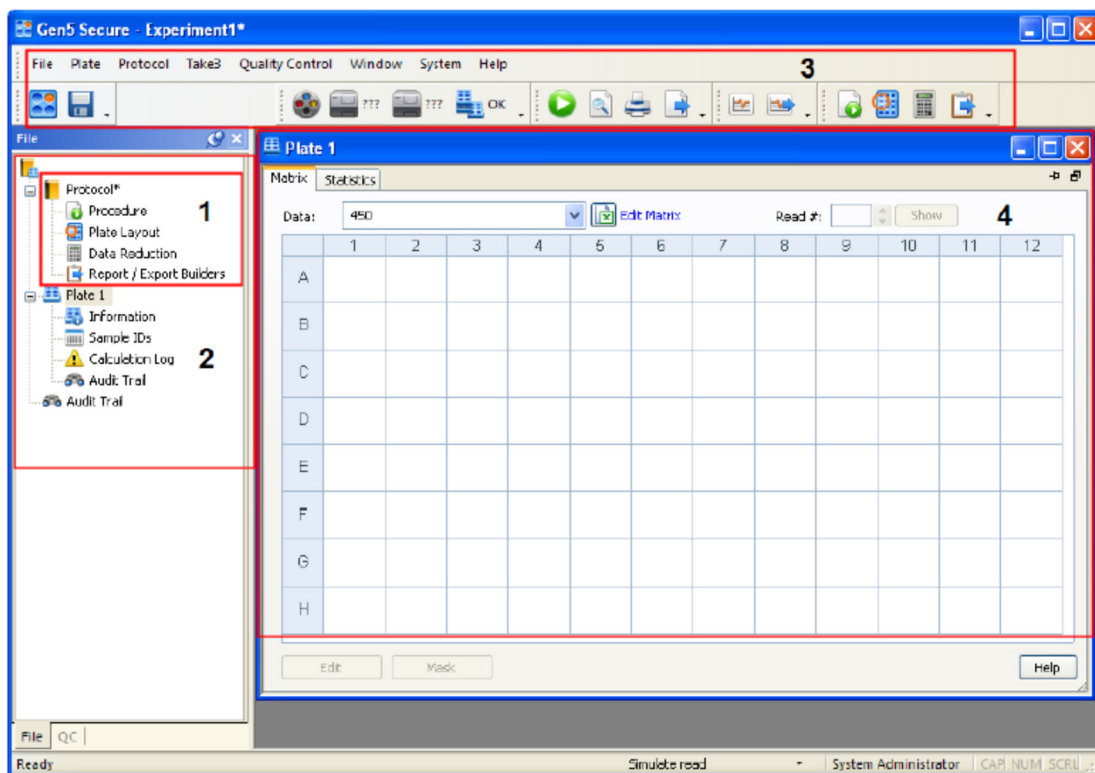 Gen5 Secure - Experiment1*
File Plate Protocol Take3 Quality Control Window System Help
3
??? ??? OK
File
Protocol*
Procedure
1
Plate Layout
Data Reduction
Report / Export Builders
Plate 1
Information
Sample IDs
Calculation Log
2
Audit Trail
Audit Trail
File QC
Plate 1
Matrix Statistics
Data: 450 Edit Matrix Read #: Show 4
1 2 3 4 5 6 7 8 9 10 11 12
A
B
C
D
E
F
G
H
Edit Mask Help
Ready Simulate read System Administrator CAP NUM SCRL